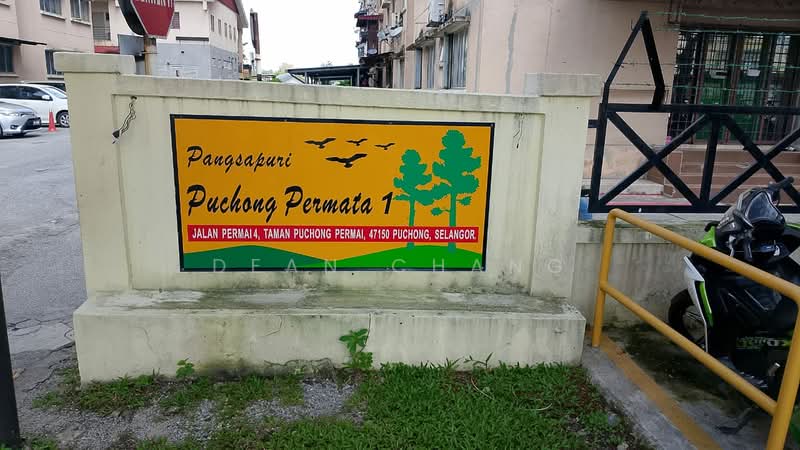 Pangsapuri
Puchong Permata 1
JALAN PERMAI 4, TAMAN PUCHONG PERMAI, 47150 PUCHONG, SELANGOR.
DEAN CHANG